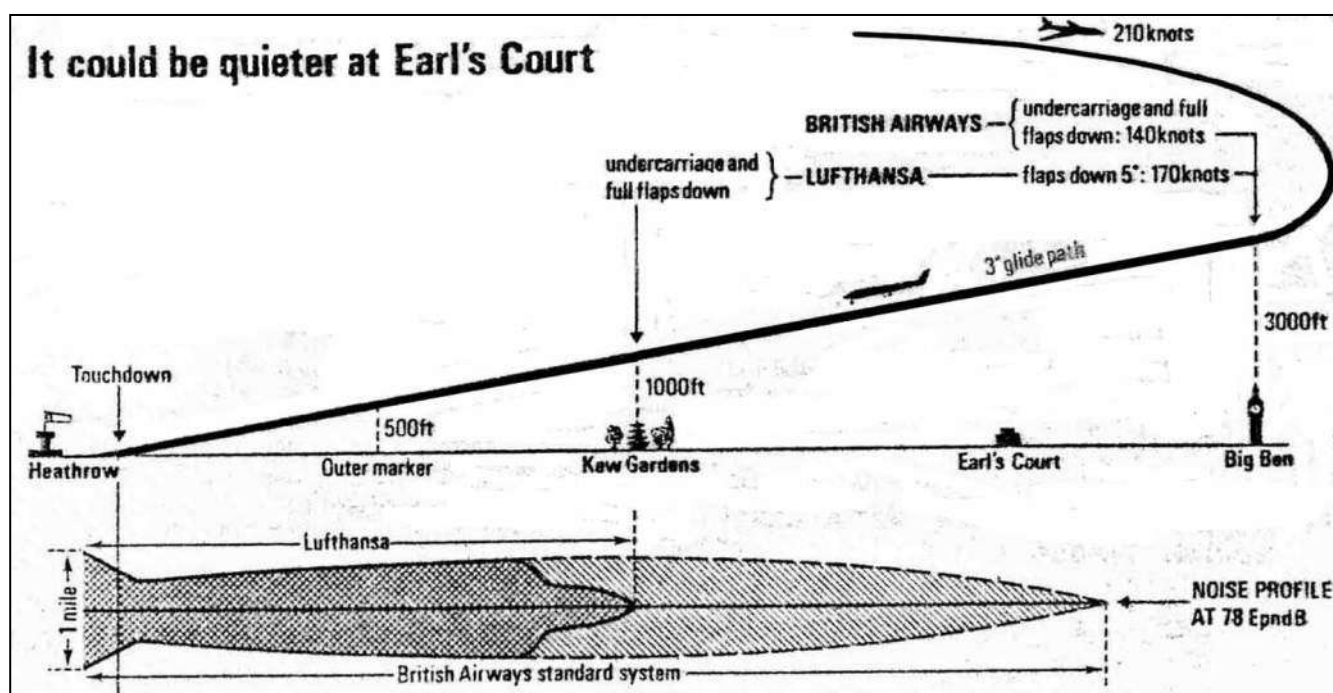 It could be quieter at Earl's Court
210knots
BRITISH AIRWAYS
undercarriage and full
flaps down: 140knots
undercarriage and
full flaps down
LUFTHANSA
flaps down 5°: 170knots
3° glide path
3000ft
Touchdown
1000ft
500ft
Heathrow
Outer marker
Kew Gardens
Earl's Court
Big Ben
Lufthansa
1 mile
NOISE PROFILE
AT 78 EpndB
British Airways standard system